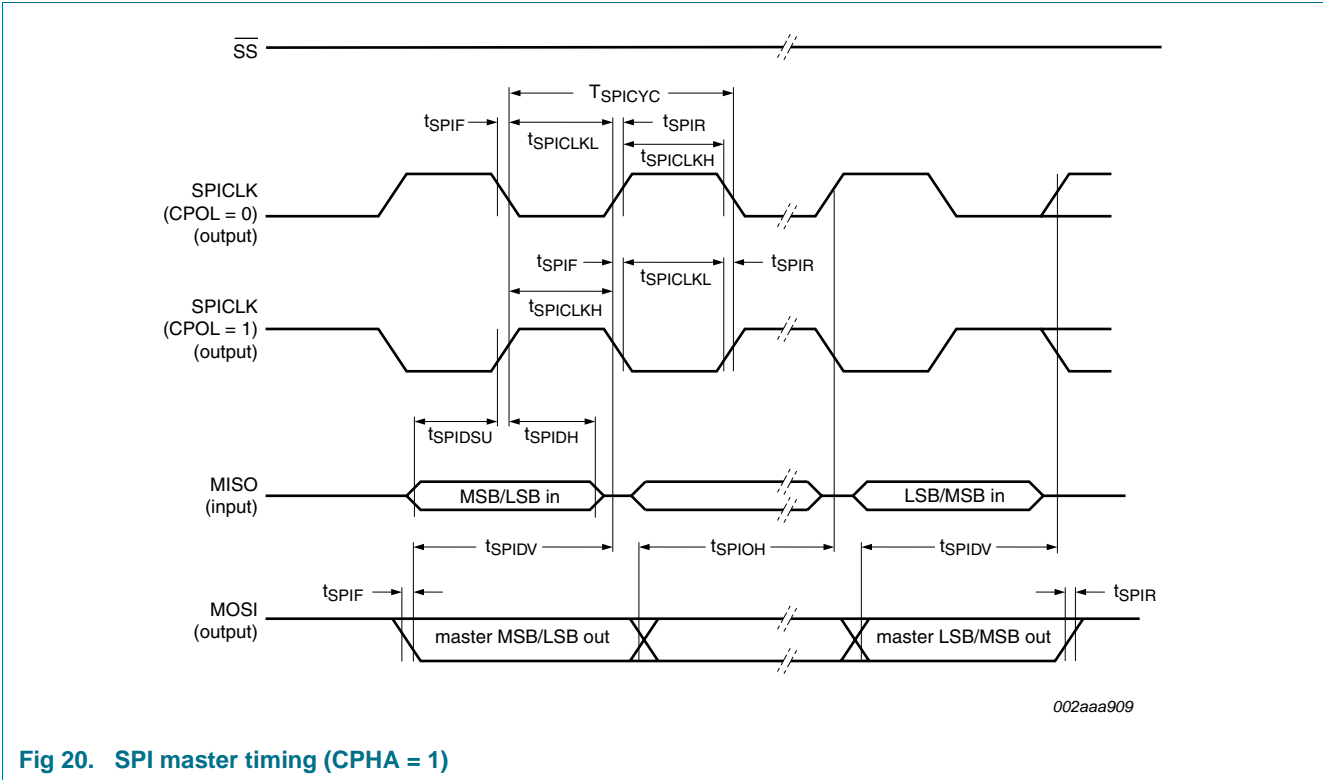 SS
TSPICYC
tSPIF
tSPICLKL
tSPIR
tSPICLKH
SPICLK
(CPOL = 0)
(output)
tSPIF
tSPICLKL
tSPIR
tSPICLKH
SPICLK
(CPOL = 1)
(output)
tSPIDSU
tSPIDH
MISO
(input)
MSB/LSB in
LSB/MSB in
tSPIDV
tSPIOH
tSPIDV
tSPIF
tSPIR
MOSI
(output)
master MSB/LSB out
master LSB/MSB out
002aaa909
Fig 20. SPI master timing (CPHA = 1)